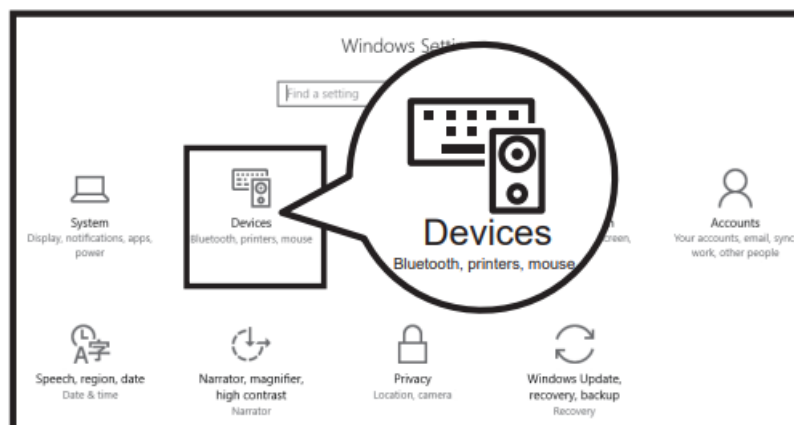 Windows
Find a setting
System
Display, notifications, apps,
power
Devices
Bluetooth, printers, mouse
Devices
Bluetooth, printers, mouse
Accounts
Your accounts, email, sync
work, other people
Speech, region, date
Date & time
Narrator, magnifier,
high contrast
Narrator
Privacy
Location, camera
Windows Update,
recovery, backup
Recovery
字
A